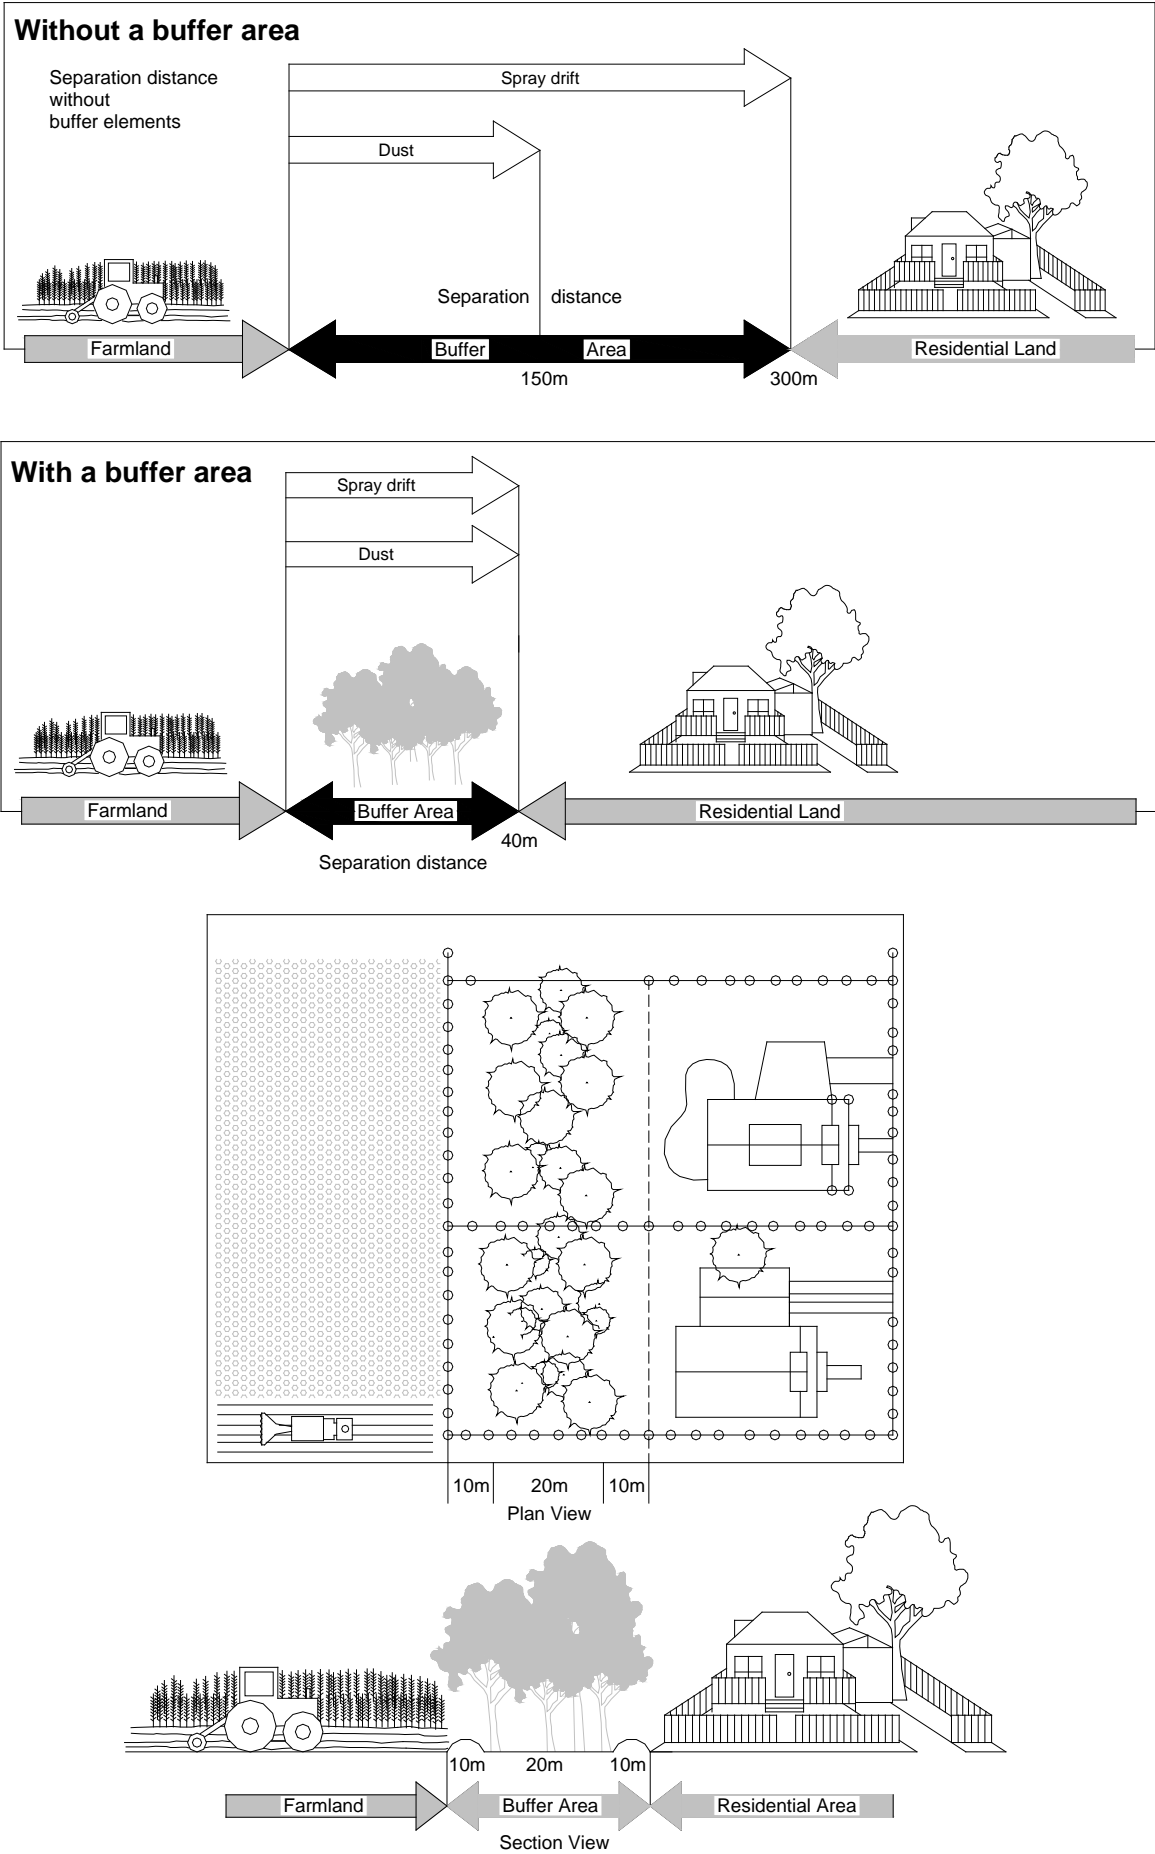 Without a buffer area
Separation distance
without
buffer elements
Spray drift
Dust
Separation distance
Farmland
Buffer Area
Residential Land
150m
300m
With a buffer area
Spray drift
Dust
Farmland
Buffer Area
Residential Land
40m
Separation distance
10m
20m
10m
Plan View
10m
20m
10m
Farmland
Buffer Area
Residential Area
Section View